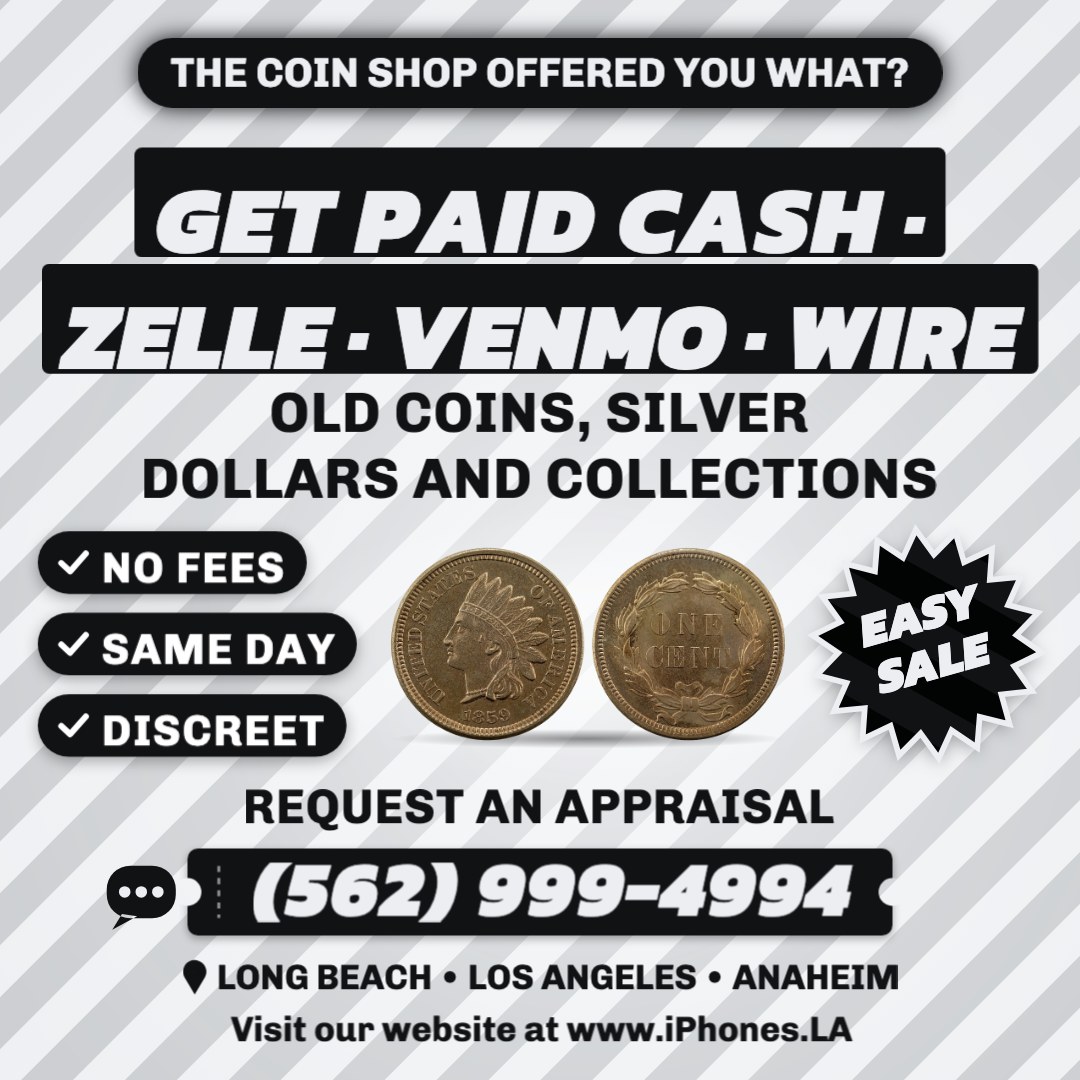 THE COIN SHOP OFFERED YOU WHAT?
GET PAID CASH ·
ZELLE · VENMO · WIRE
OLD COINS, SILVER
DOLLARS AND COLLECTIONS
NO FEES
SAME DAY
DISCREET
UNITED STATES OF AMERICA
1859
ONE
CENT
EASY
SALE
REQUEST AN APPRAISAL
(562) 999-4994
LONG BEACH • LOS ANGELES • ANAHEIM
Visit our website at www.iPhones.LA